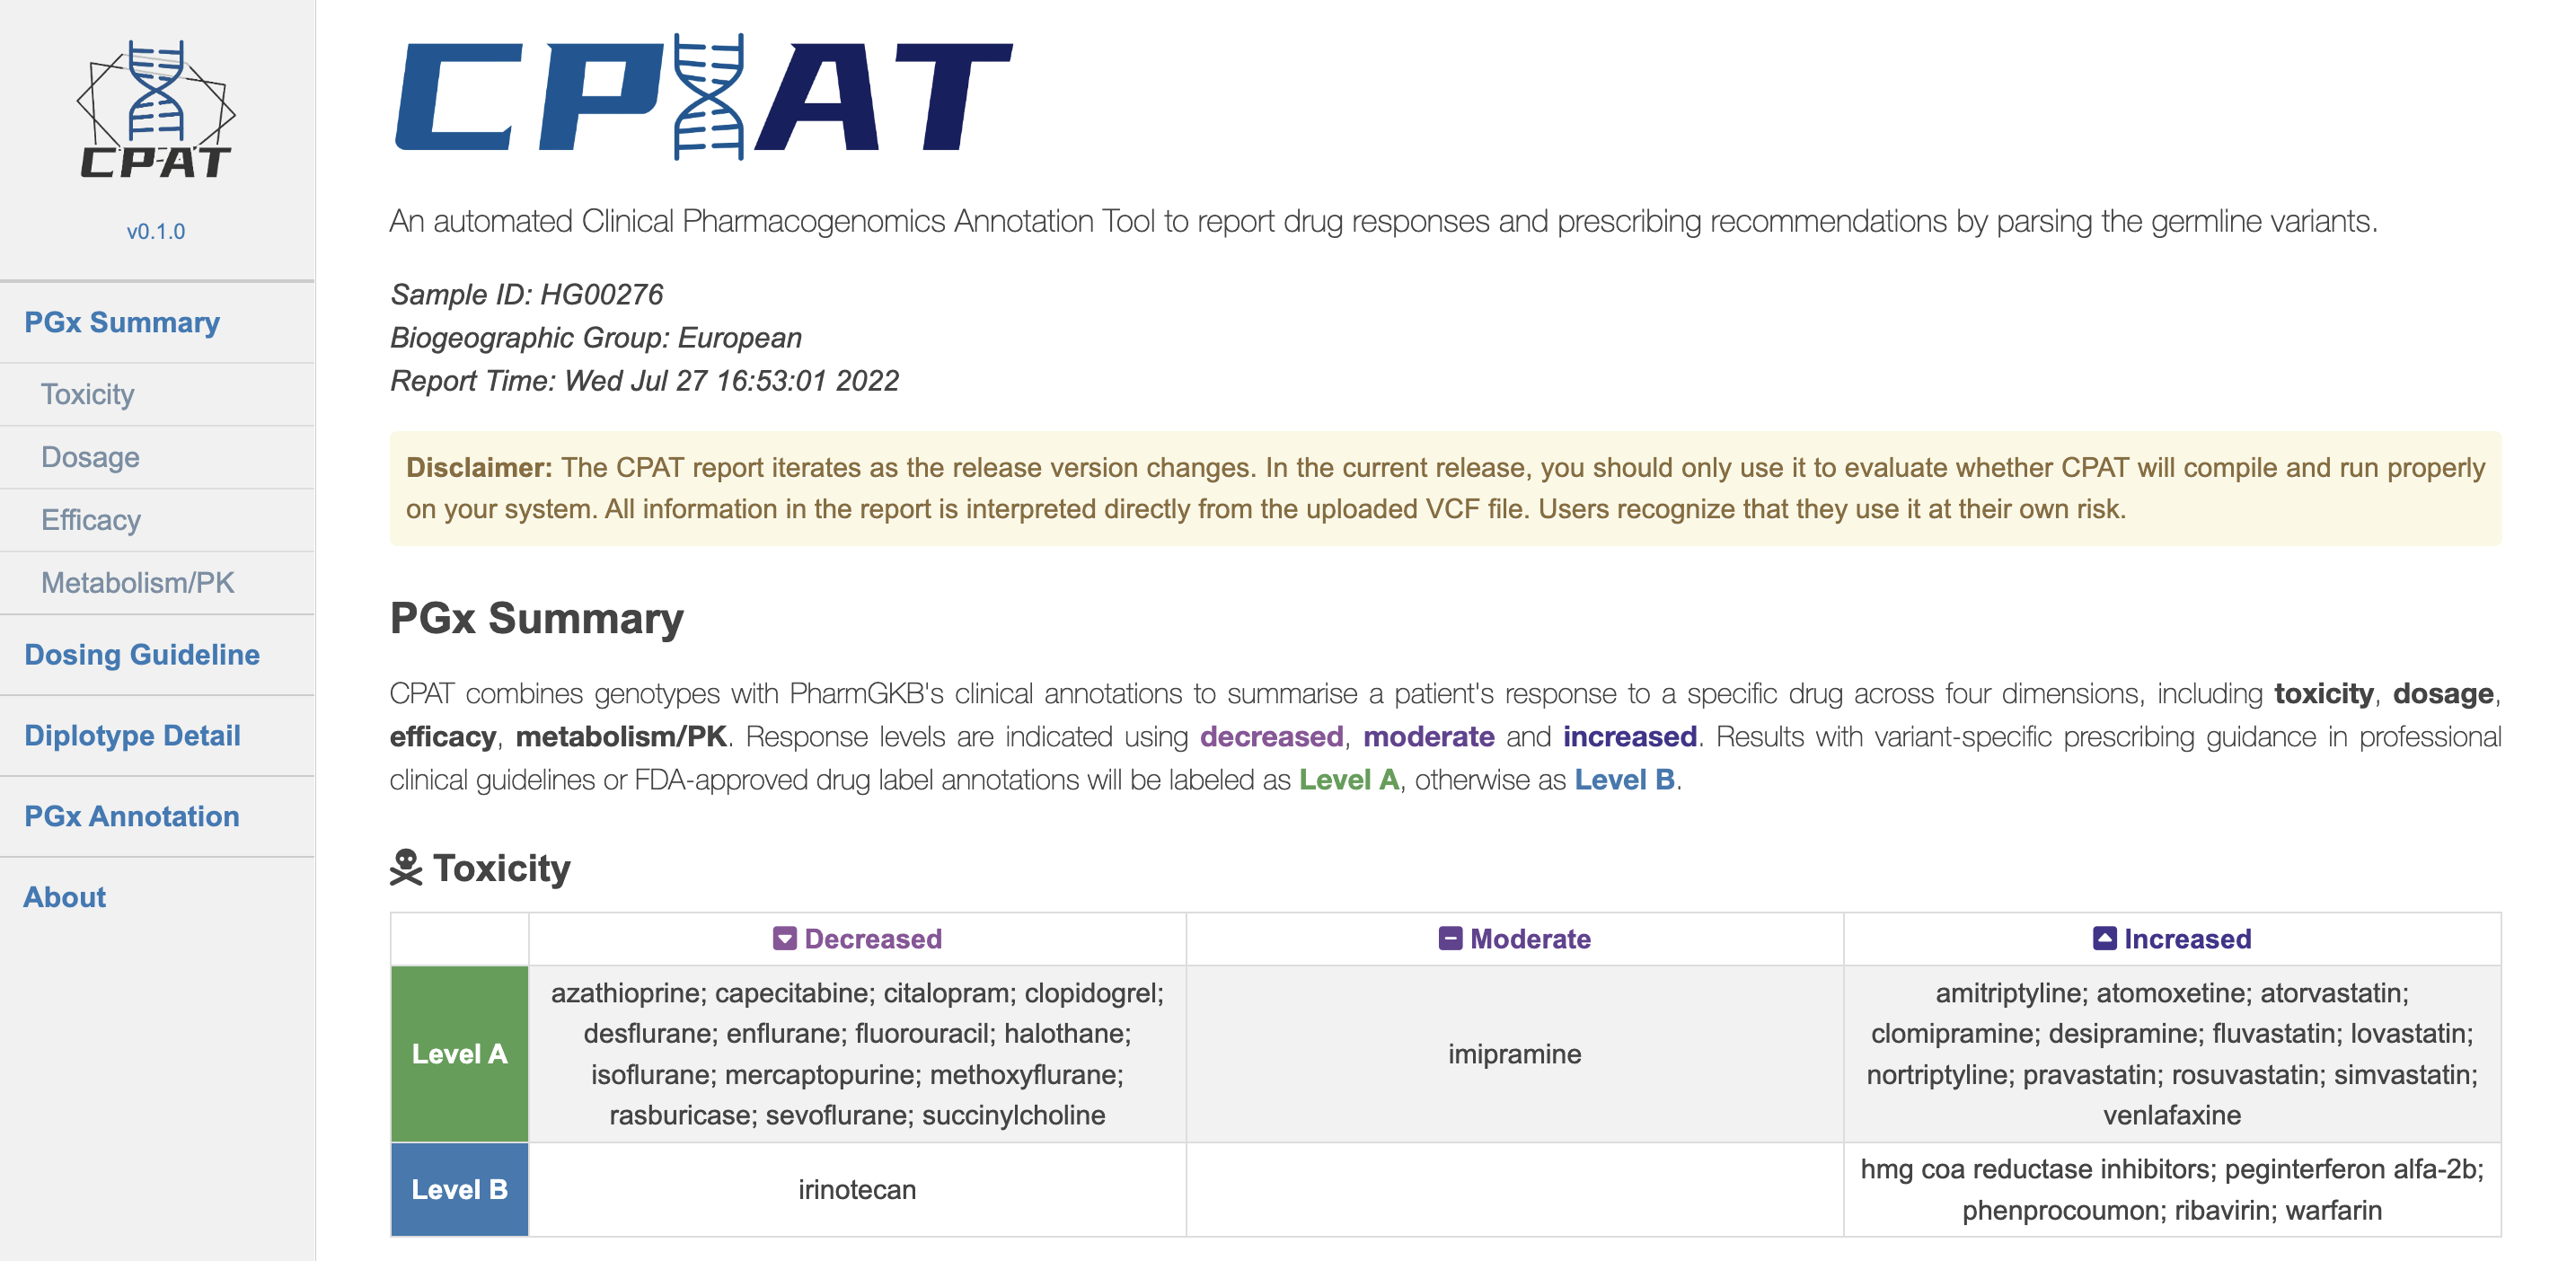 CPAT
v0.1.0
PGx Summary
Toxicity
Dosage
Efficacy
Metabolism/PK
Dosing Guideline
Diplotype Detail
PGx Annotation
About
CPAT
An automated Clinical Pharmacogenomics Annotation Tool to report drug responses and prescribing recommendations by parsing the germline variants.
Sample ID: HG00276
Biogeographic Group: European
Report Time: Wed Jul 27 16:53:01 2022
Disclaimer: The CPAT report iterates as the release version changes. In the current release, you should only use it to evaluate whether CPAT will compile and run properly
on your system. All information in the report is interpreted directly from the uploaded VCF file. Users recognize that they use it at their own risk.
PGx Summary
CPAT combines genotypes with PharmGKB's clinical annotations to summarise a patient's response to a specific drug across four dimensions, including toxicity, dosage,
efficacy, metabolism/PK. Response levels are indicated using decreased, moderate and increased. Results with variant-specific prescribing guidance in professional
clinical guidelines or FDA-approved drug label annotations will be labeled as Level A, otherwise as Level B.
Toxicity
Decreased
Moderate
Increased
Level A
azathioprine; capecitabine; citalopram; clopidogrel;
desflurane; enflurane; fluorouracil; halothane;
isoflurane; mercaptopurine; methoxyflurane;
rasburicase; sevoflurane; succinylcholine
imipramine
amitriptyline; atomoxetine; atorvastatin;
clomipramine; desipramine; fluvastatin; lovastatin;
nortriptyline; pravastatin; rosuvastatin; simvastatin;
venlafaxine
Level B
irinotecan
hmg coa reductase inhibitors; peginterferon alfa-2b;
phenprocoumon; ribavirin; warfarin